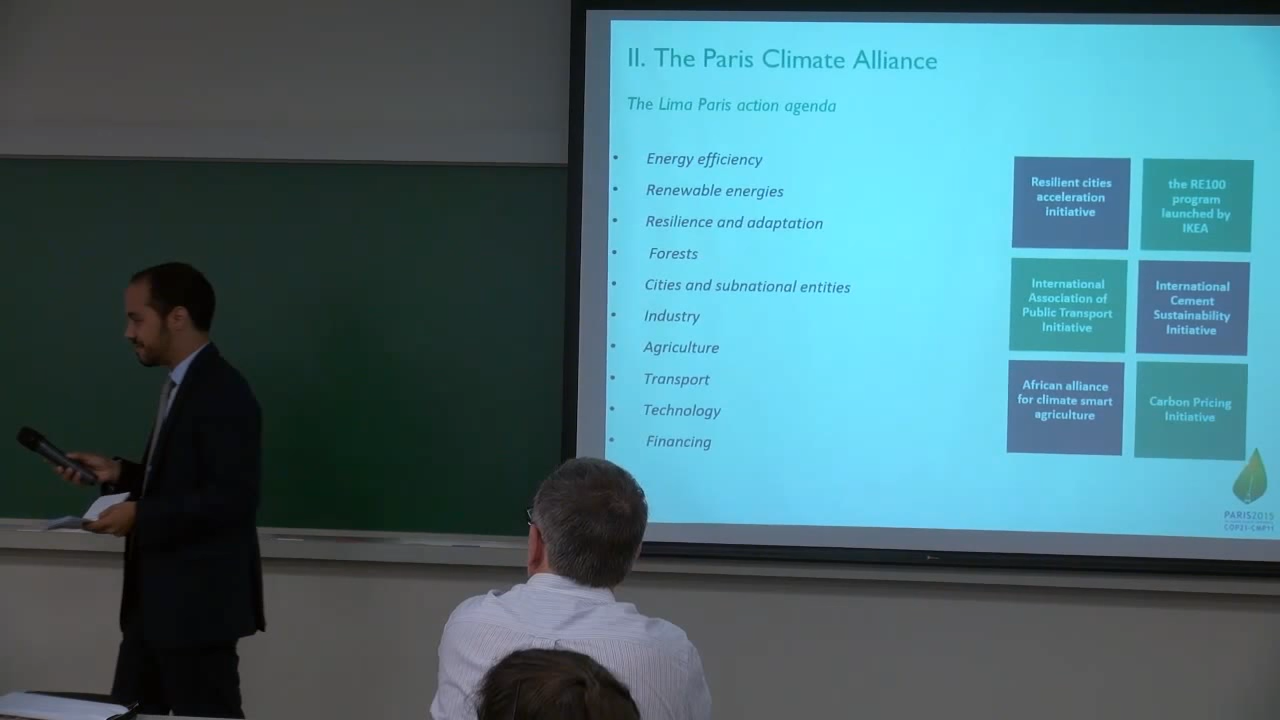 II. The Paris Climate Alliance
The Lima Paris action agenda
• Energy efficiency
• Renewable energies
• Resilience and adaptation
• Forests
• Cities and subnational entities
• Industry
• Agriculture
• Transport
• Technology
• Financing
Resilient cities
acceleration
initiative
the RE100
program
launched by
IKEA
International
Association of
Public Transport
Initiative
International
Cement
Sustainability
Initiative
African alliance
for climate smart
agriculture
Carbon Pricing
Initiative
PARIS2015
COP21·CMP11